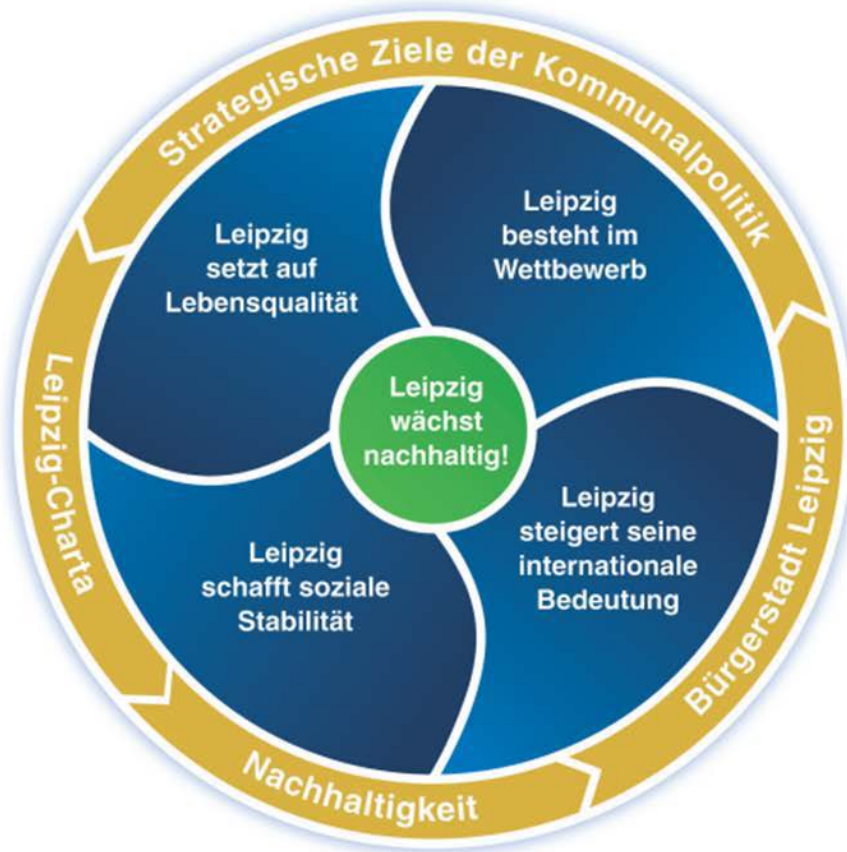 Strategische Ziele der Kommunalpolitik
Leipzig
setzt auf
Lebensqualität
Leipzig
besteht im
Wettbewerb
Leipzig
wächst
nachhaltig!
Leipzig
schafft soziale
Stabilität
Leipzig
steigert seine
internationale
Bedeutung
Leipzig-Charta
Nachhaltigkeit
Bürgerstadt Leipzig